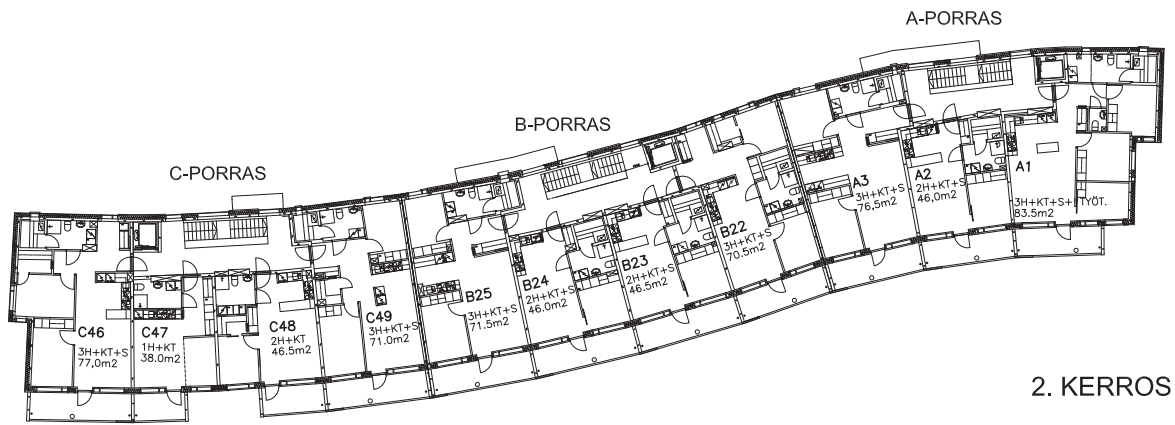 A-PORRAS
B-PORRAS
C-PORRAS
C46
3H+KT+S
77,0m2
C47
1H+KT
38.0m2
C48
2H+KT
46.5m2
C49
3H+KT+S
71.0m2
B25
3H+KT+S
71.5m2
B24
2H+KT+S
46.0m2
B23
2H+KT+S
46.5m2
B22
3H+KT+S
70.5m2
A3
3H+KT+S
76,5m2
A2
2H+KT+S
46,0m2
A1
3H+KT+S+TYÖT.
83.5m2
2. KERROS